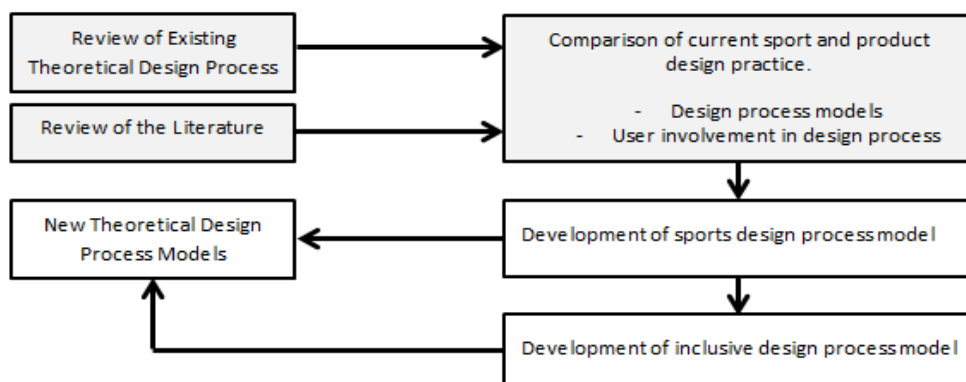 Review of Existing
Theoretical Design Process
Review of the Literature
Comparison of current sport and product
design practice.
- Design process models
- User involvement in design process
New Theoretical Design
Process Models
Development of sports design process model
Development of inclusive design process model